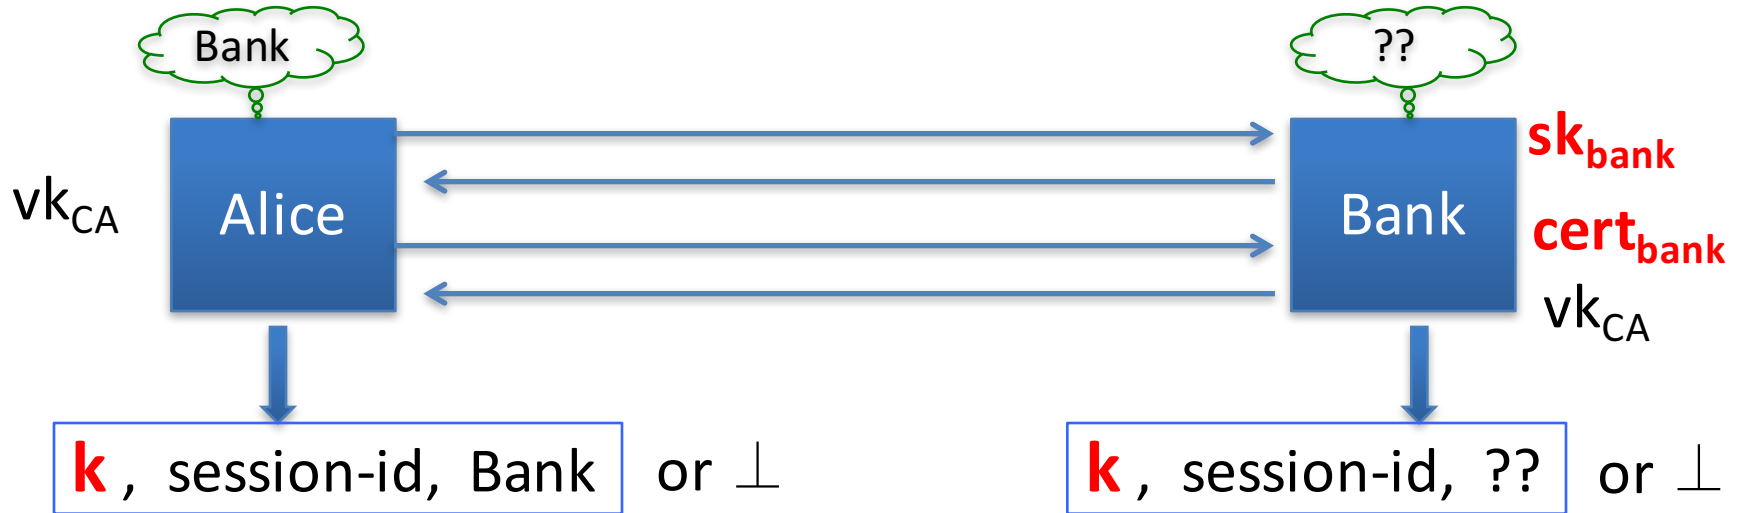 Bank
??
vk_CA
Alice
Bank
sk_bank
cert_bank
vk_CA
k , session-id, Bank or ⊥
k , session-id, ?? or ⊥